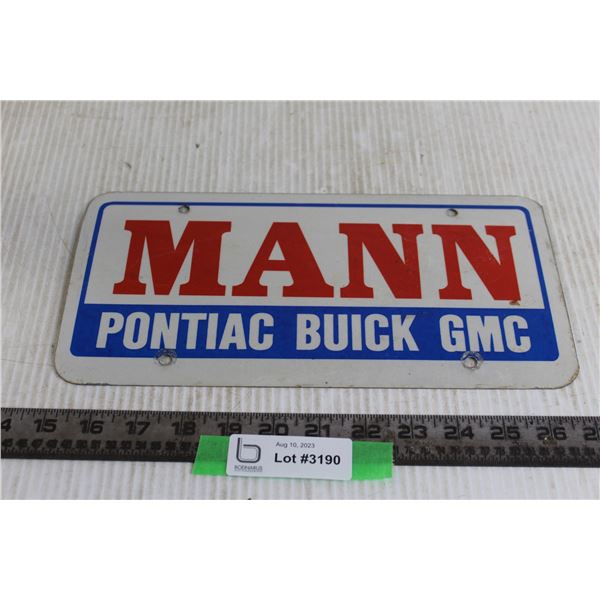 MANN
PONTIAC BUICK GMC
14 15 16 17 18 19 20 21 22 23 24 25 26
Aug 10, 2023
BODNARUS
Lot #3190